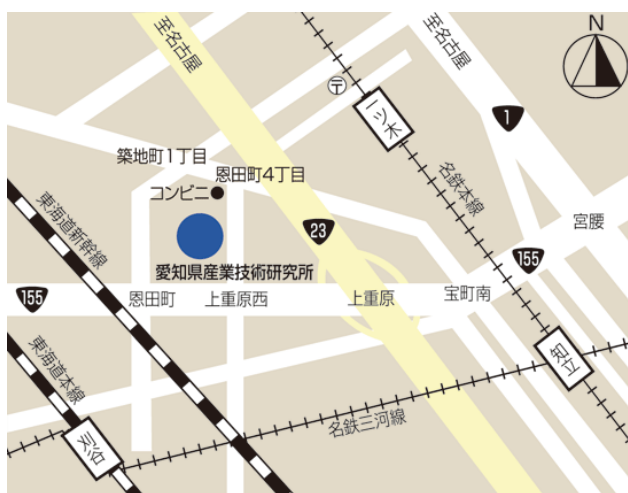 至名古屋
至名古屋
N
〒
一ツ木
1
築地町1丁目
恩田町4丁目
コンビニ
名鉄本線
東海道新幹線
23
宮腰
155
愛知県産業技術研究所
155
恩田町
上重原西
上重原
宝町南
東海道本線
知立
名鉄三河線
刈谷